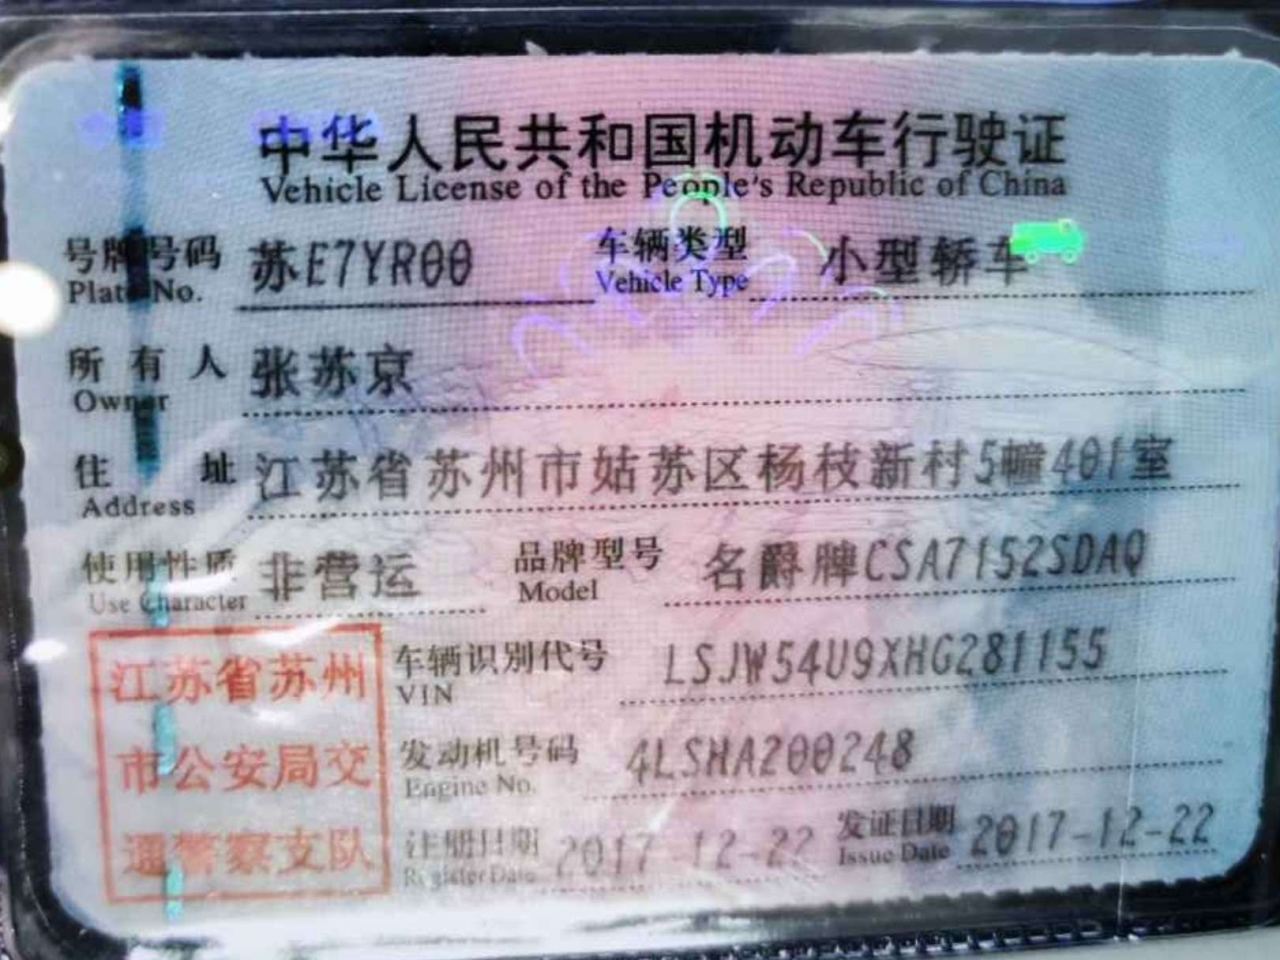 中华人民共和国机动车行驶证
Vehicle License of the People's Republic of China
号牌号码 苏E7YR00 车辆类型 小型轿车
Plate No. Vehicle Type
所有人 张苏京
Owner
住址 江苏省苏州市姑苏区杨枝新村5幢401室
Address
使用性质 非营运 品牌型号 名爵牌CSA7152SDAQ
Use Character Model
江苏省苏州
市公安局交
通警察支队
车辆识别代号 LSJW54U9XHG281155
VIN
发动机号码 4LSHA200248
Engine No.
注册日期 2017-12-22 发证日期 2017-12-22
Register Date Issue Date